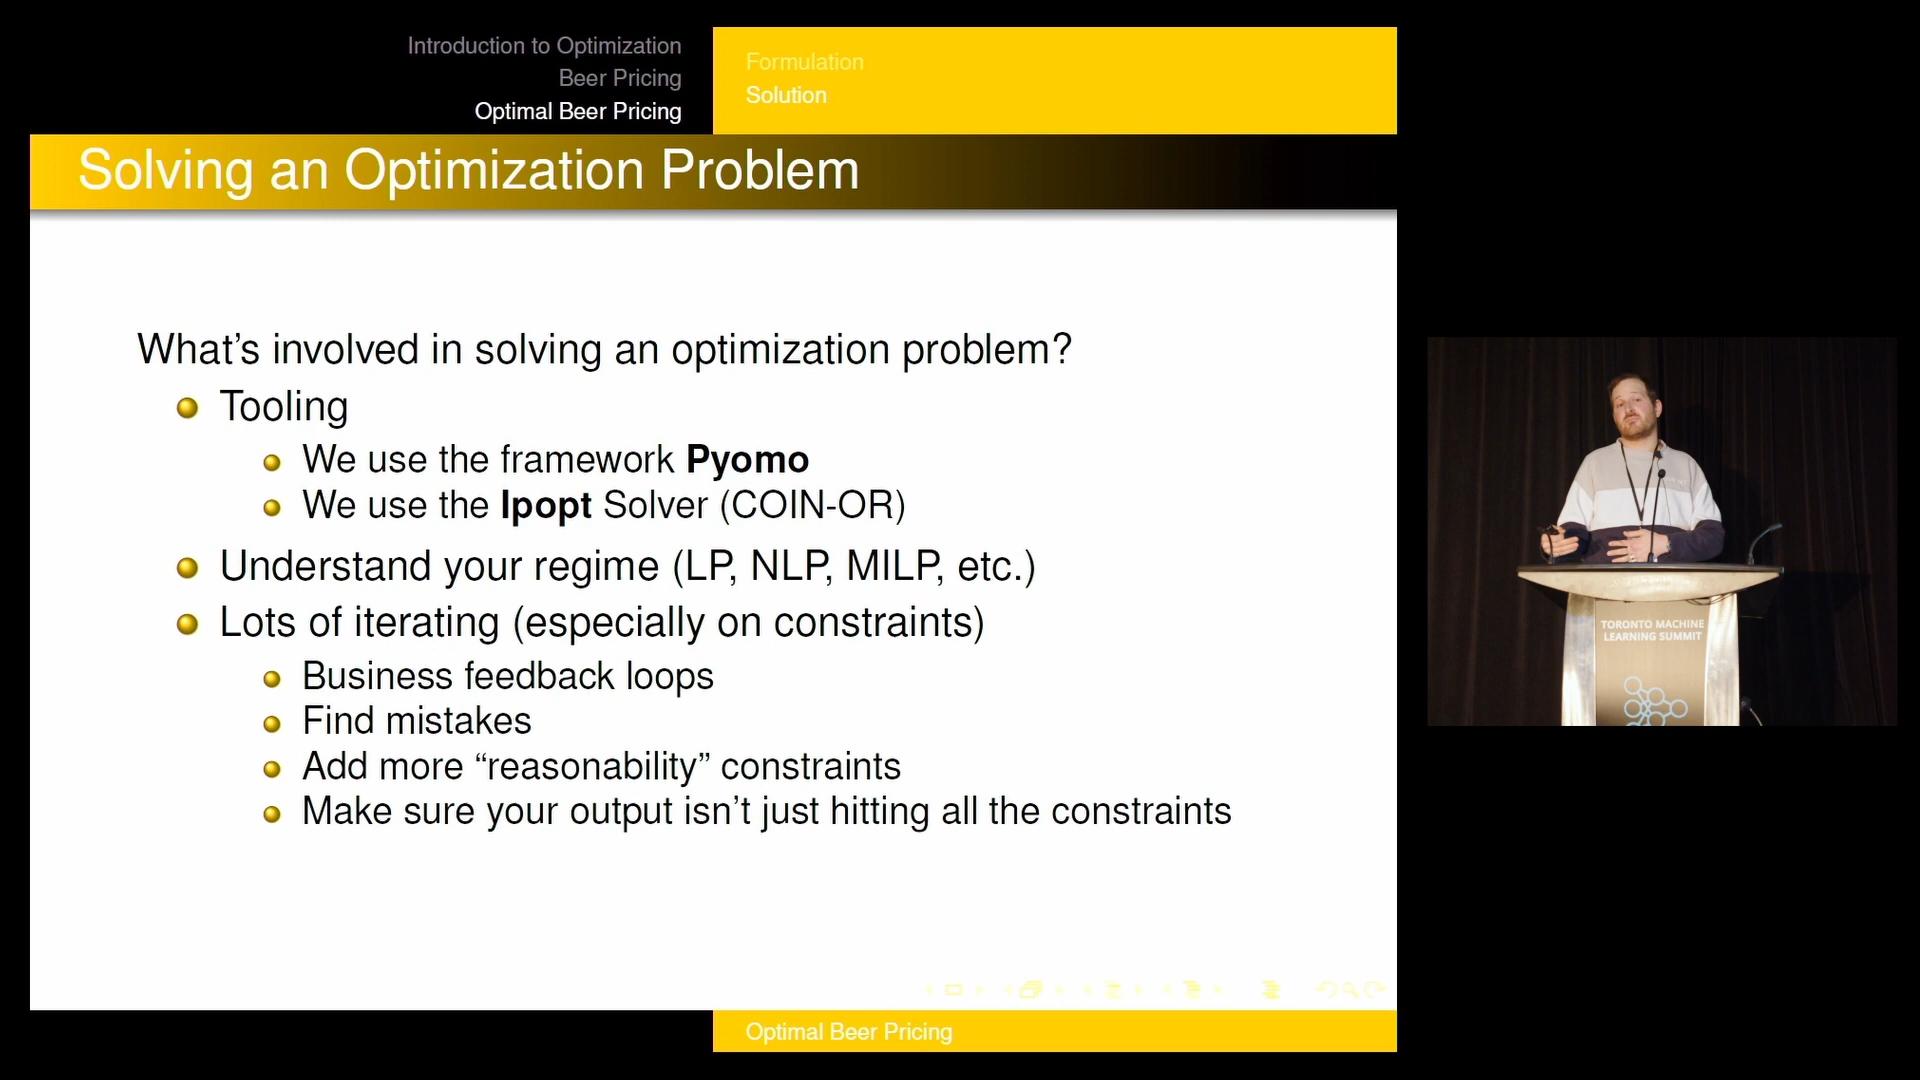 Introduction to Optimization
Beer Pricing
Optimal Beer Pricing
Formulation
Solution
Solving an Optimization Problem
What’s involved in solving an optimization problem?
Tooling
We use the framework Pyomo
We use the Ipopt Solver (COIN-OR)
Understand your regime (LP, NLP, MILP, etc.)
Lots of iterating (especially on constraints)
Business feedback loops
Find mistakes
Add more “reasonability” constraints
Make sure your output isn’t just hitting all the constraints
Optimal Beer Pricing
TORONTO MACHINE
LEARNING SUMMIT